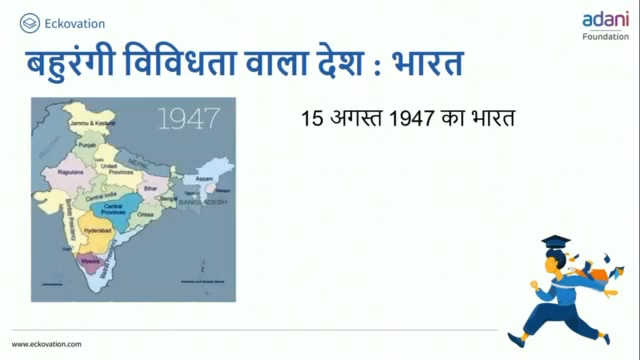 Eckovation
adani
Foundation
बहुरंगी विविधता वाला देश : भारत
15 अगस्त 1947 का भारत
1947
Jammu & Kashmir
Punjab
NEPAL
United Provinces
Rajputana
Assam
Bihar
Central India
Bengal
BANGLADESH
Central Provinces
Orissa
Hyderabad
Mysore
www.eckovation.com